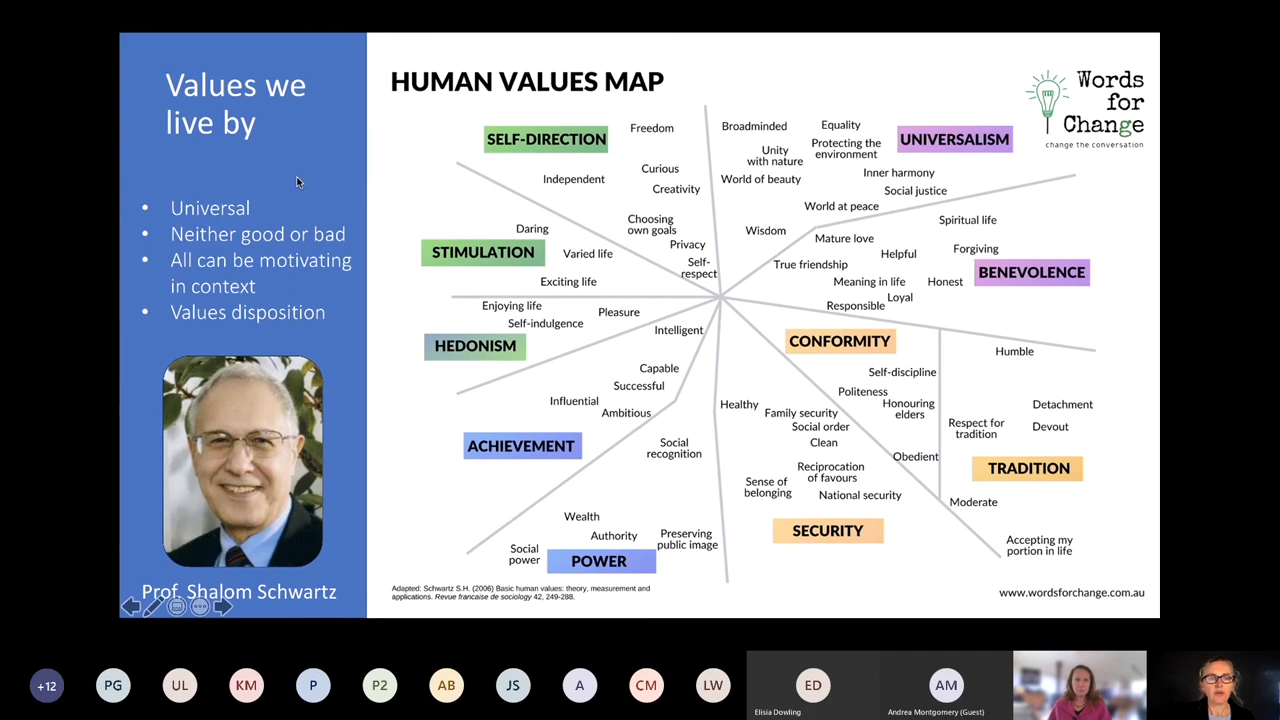 Values we
live by
• Universal
• Neither good or bad
• All can be motivating
in context
• Values disposition
Prof. Shalom Schwartz
HUMAN VALUES MAP
Words
for
Change
change the conversation
SELF-DIRECTION
Freedom
Curious
Independent
Creativity
Choosing
own goals
Privacy
Self-
respect
UNIVERSALISM
Broadminded
Equality
Unity
with nature
Protecting the
environment
World of beauty
Inner harmony
Social justice
World at peace
Wisdom
STIMULATION
Daring
Varied life
Exciting life
BENEVOLENCE
Spiritual life
Mature love
Forgiving
Helpful
True friendship
Meaning in life
Honest
Loyal
Responsible
HEDONISM
Enjoying life
Pleasure
Self-indulgence
ACHIEVEMENT
Intelligent
Capable
Successful
Influential
Ambitious
CONFORMITY
Self-discipline
Politeness
Honouring
elders
Obedient
TRADITION
Humble
Detachment
Respect for
tradition
Devout
Moderate
Accepting my
portion in life
SECURITY
Healthy
Family security
Social order
Clean
Reciprocation
of favours
Sense of
belonging
National security
POWER
Social
recognition
Wealth
Authority
Preserving
public image
Social
power
Adapted: Schwartz S.H. (2006) Basic human values: theory, measurement and
applications. Revue francaise de sociology 42, 249-288.
www.wordsforchange.com.au
+12
PG
UL
KM
P
P2
AB
JS
A
CM
LW
ED
AM
Elisia Dowling
Andrea Montgomery (Guest)